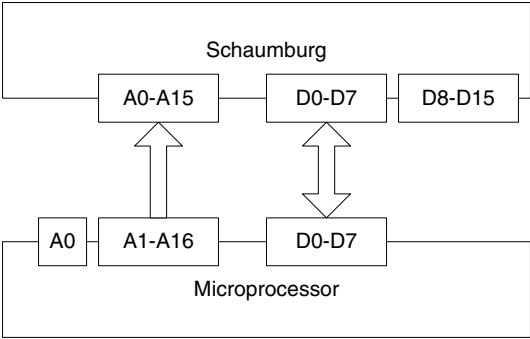 Schaumburg
A0-A15 D0-D7 D8-D15
A0 A1-A16 D0-D7
Microprocessor